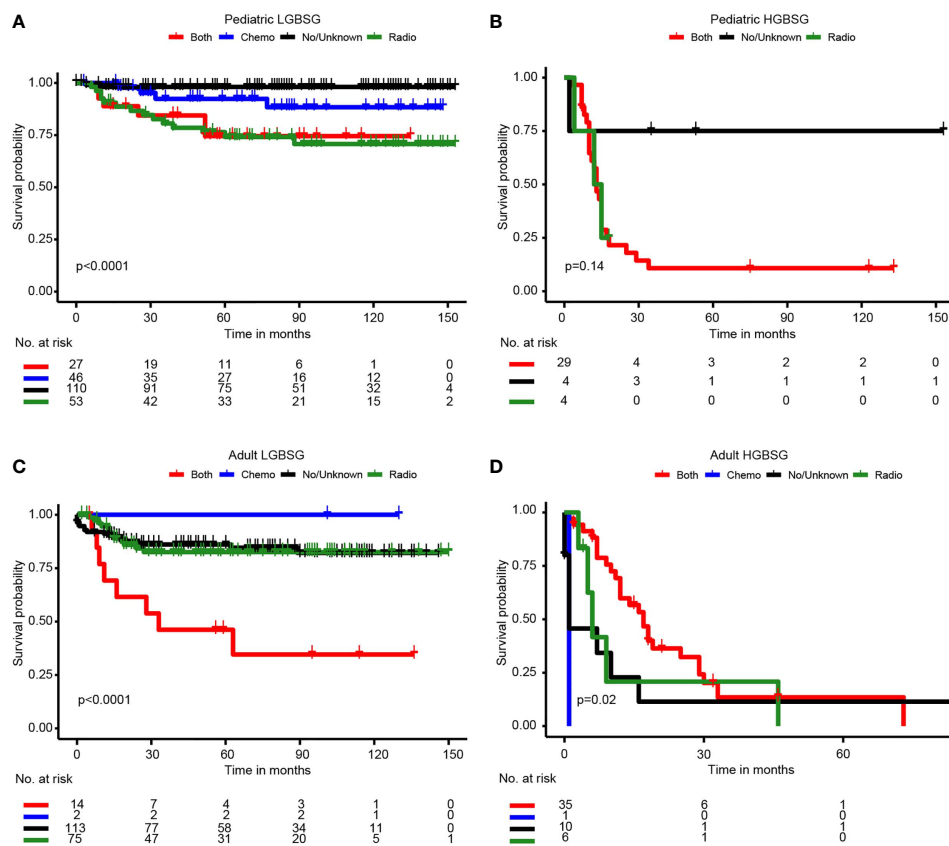 A
Pediatric LGBSG
Both Chemo No/Unknown Radio
Survival probability
1.00
0.75
0.50
0.25
0.00
p<0.0001
0 30 60 90 120 150
Time in months
No. at risk
27 19 11 6 1 0
46 35 27 16 12 0
110 91 75 51 32 4
53 42 33 21 15 2
B
Pediatric HGBSG
Both No/Unknown Radio
Survival probability
1.00
0.75
0.50
0.25
0.00
p=0.14
0 30 60 90 120 150
Time in months
No. at risk
29 4 3 2 2 0
4 3 1 1 1 1
4 0 0 0 0 0
C
Adult LGBSG
Both Chemo No/Unknown Radio
Survival probability
1.00
0.75
0.50
0.25
0.00
p<0.0001
0 30 60 90 120 150
Time in months
No. at risk
14 7 4 3 1 0
2 2 2 2 1 0
113 77 58 34 11 0
75 47 31 20 5 1
D
Adult HGBSG
Both Chemo No/Unknown Radio
Survival probability
1.00
0.75
0.50
0.25
0.00
p=0.02
0 30 60
Time in months
No. at risk
35 6 1
1 0 0
10 1 1
6 1 0